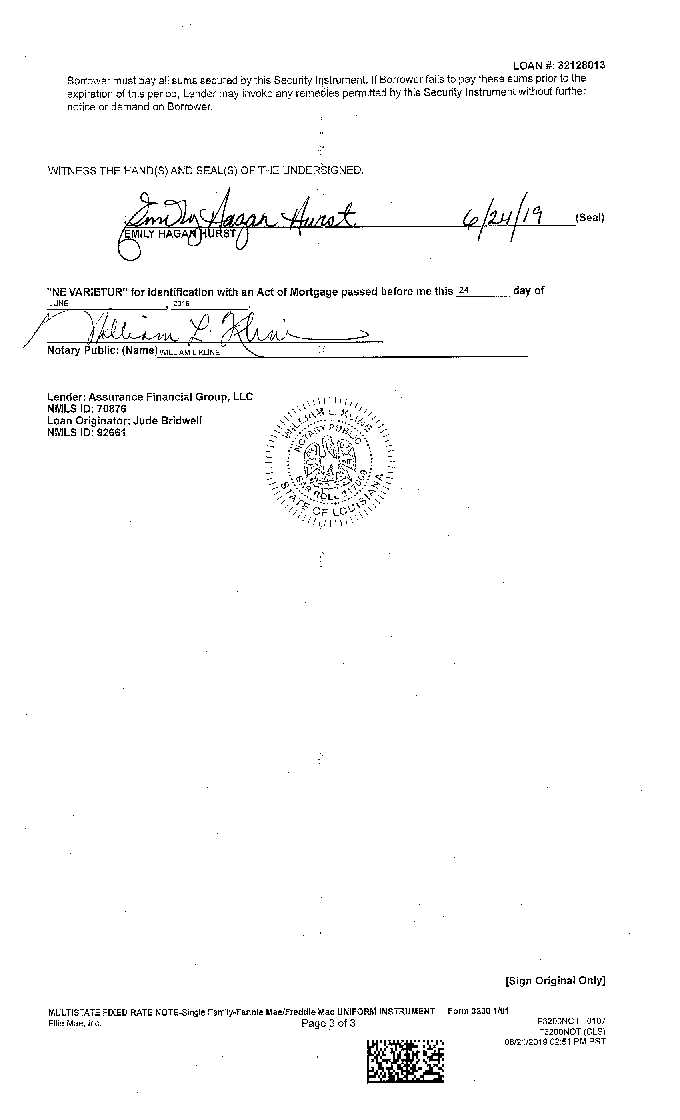 LOAN #: 32128013
Borrower must pay all sums secured by this Security Instrument. If Borrower fails to pay these sums prior to the
expiration of this period, Lender may invoke any remedies permitted by this Security Instrument without further
notice or demand on Borrower.
WITNESS THE HAND(S) AND SEAL(S) OF THE UNDERSIGNED.
Emily Hagan Hurst 6/24/19 (Seal)
EMILY HAGAN HURST
"NE VARIETUR" for identification with an Act of Mortgage passed before me this 24 day of
JUNE, 2019.
William L. Kline
Notary Public: (Name) WILLIAM L KLINE
Lender: Assurance Financial Group, LLC
NMLS ID: 70876
Loan Originator: Jude Bridwell
NMLS ID: 92661
WILLIAM L. KLINE
NOTARY PUBLIC
BAR ROLL
STATE OF LOUISIANA
[Sign Original Only]
MULTISTATE FIXED RATE NOTE-Single Family-Fannie Mae/Freddie Mac UNIFORM INSTRUMENT Form 3200 1/01
Ellie Mae, Inc. Page 3 of 3
F3200NOT 0107
F3200NOT (CLS)
02:51 PM PST